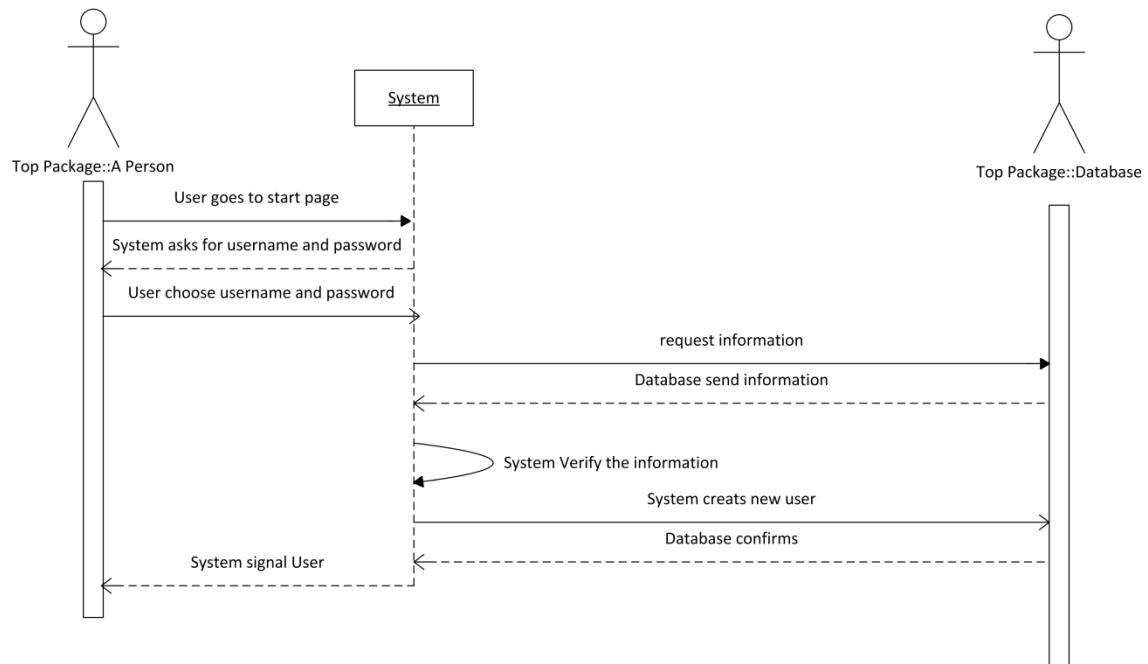 System
Top Package::A Person
Top Package::Database
User goes to start page
System asks for username and password
User choose username and password
request information
Database send information
System Verify the information
System creats new user
Database confirms
System signal User